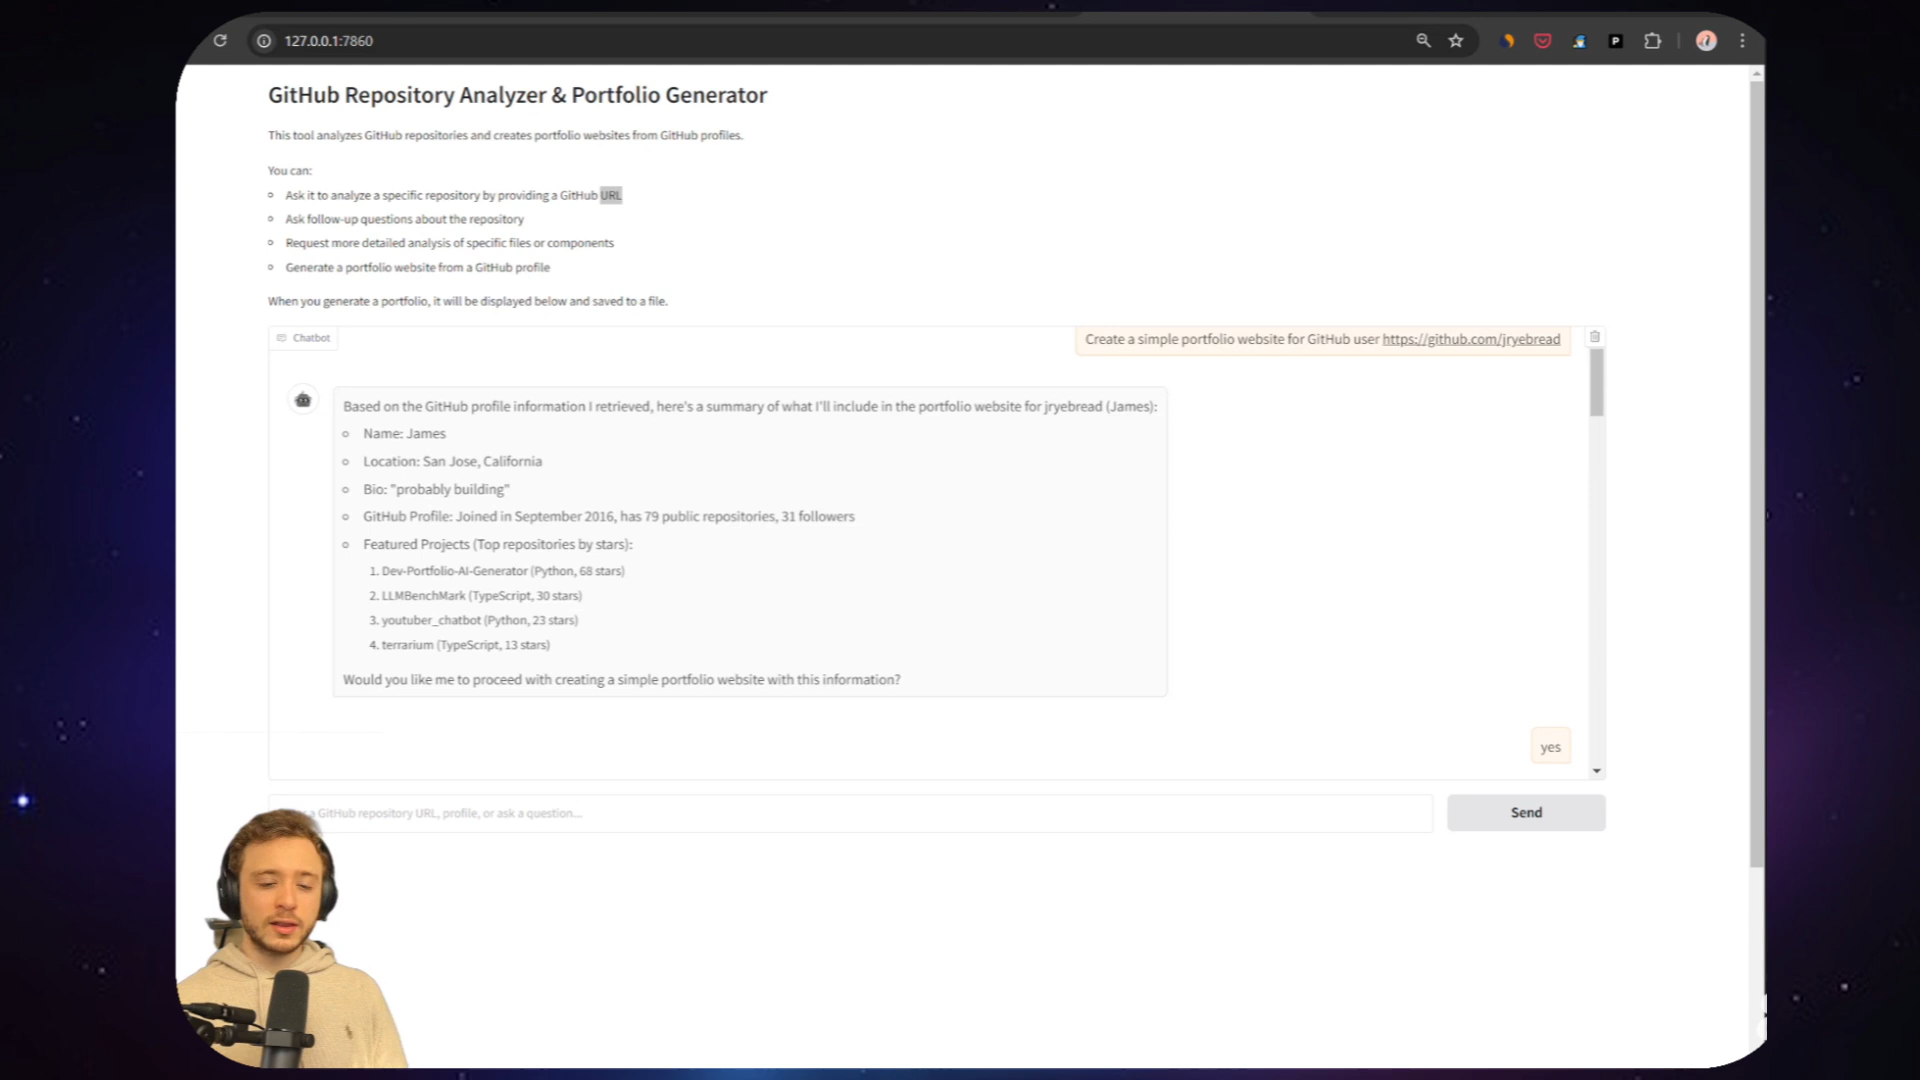 127.0.0.1:7860
P
GitHub Repository Analyzer & Portfolio Generator
This tool analyzes GitHub repositories and creates portfolio websites from GitHub profiles.
You can:
Ask it to analyze a specific repository by providing a GitHub URL
Ask follow-up questions about the repository
Request more detailed analysis of specific files or components
Generate a portfolio website from a GitHub profile
When you generate a portfolio, it will be displayed below and saved to a file.
Chatbot
Create a simple portfolio website for GitHub user https://github.com/jryebread
Based on the GitHub profile information I retrieved, here's a summary of what I'll include in the portfolio website for jryebread (James):
Name: James
Location: San Jose, California
Bio: "probably building"
GitHub Profile: Joined in September 2016, has 79 public repositories, 31 followers
Featured Projects (Top repositories by stars):
1. Dev-Portfolio-AI-Generator (Python, 68 stars)
2. LLMBenchMark (TypeScript, 30 stars)
3. youtuber_chatbot (Python, 23 stars)
4. terrarium (TypeScript, 13 stars)
Would you like me to proceed with creating a simple portfolio website with this information?
yes
a GitHub repository URL, profile, or ask a question...
Send